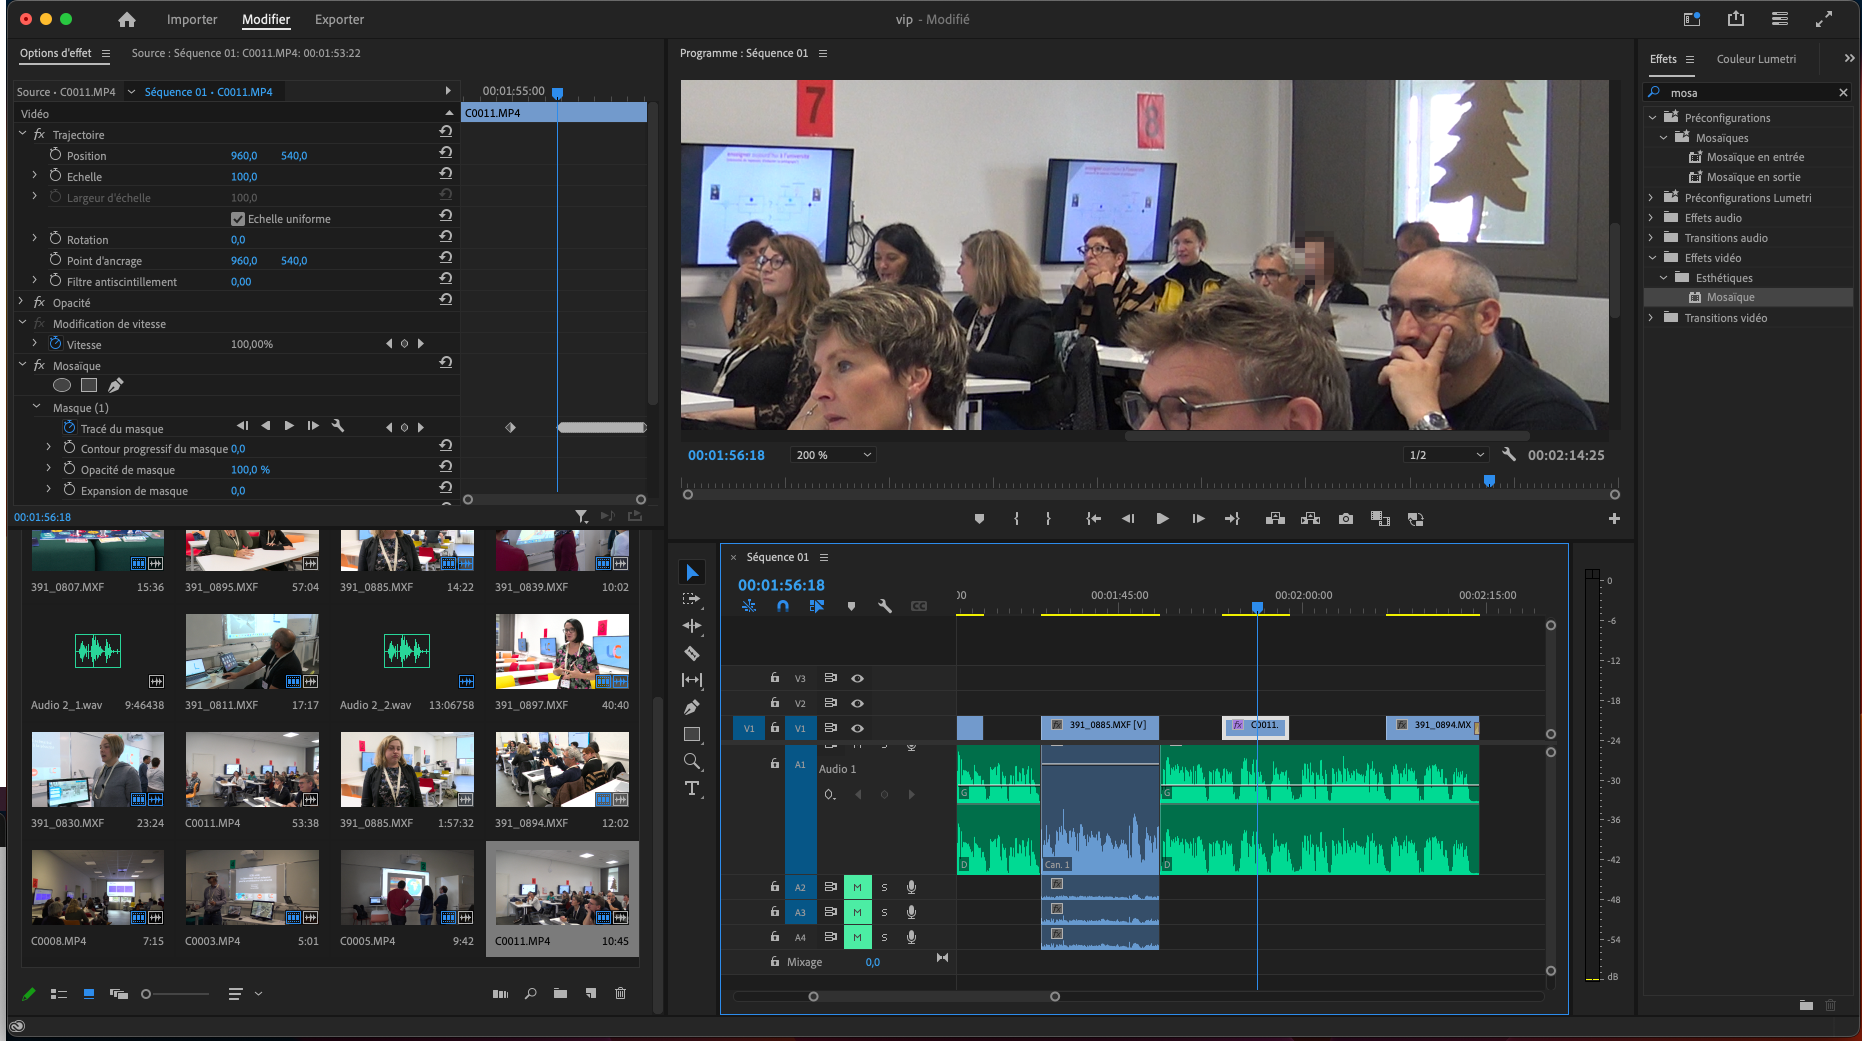 Importer
Modifier
Exporter
vip - Modifié
Options d'effet
Source : Séquence 01: C0011.MP4: 00:01:53:22
Source • C0011.MP4
Séquence 01 • C0011.MP4
00:01:55:00
Vidéo
C0011.MP4
fx Trajectoire
Position 960,0 540,0
Echelle 100,0
Largeur d'échelle 100,0
Echelle uniforme
Rotation 0,0
Point d'ancrage 960,0 540,0
Filtre antiscintillement 0,00
fx Opacité
fx Modification de vitesse
Vitesse 100,00%
fx Mosaïque
Masque (1)
Tracé du masque
Contour progressif du masque 0,0
Opacité de masque 100,0 %
Expansion de masque 0,0
00:01:56:18
Programme : Séquence 01
7
8
enseigner aujourd'hui à l'université
00:01:56:18
200 %
1/2
00:02:14:25
Effets
Couleur Lumetri
mosa
Préconfigurations
Mosaïques
Mosaïque en entrée
Mosaïque en sortie
Préconfigurations Lumetri
Effets audio
Transitions audio
Effets vidéo
Esthétiques
Mosaïque
Transitions vidéo
391_0807.MXF 15:36
391_0895.MXF 57:04
391_0885.MXF 14:22
391_0839.MXF 10:02
Audio 2_1.wav 9:46438
391_0811.MXF 17:17
Audio 2_2.wav 13:06758
391_0897.MXF 40:40
391_0830.MXF 23:24
C0011.MP4 53:38
391_0885.MXF 1:57:32
391_0894.MXF 12:02
C0008.MP4 7:15
C0003.MP4 5:01
C0005.MP4 9:42
C0011.MP4 10:45
Séquence 01
00:01:56:18
00
00:01:45:00
00:02:00:00
00:02:15:00
V3
V2
V1
V1
fx 391_0885.MXF [V]
fx C0011.
fx 391_0894.MX
A1
Audio 1
G
D
Can. 1
G
D
A2 M S
A3 M S
A4 M S
fx
fx
fx
Mixage 0,0
T
0
-6
-12
-18
-24
-30
-36
-42
-48
-54
dB